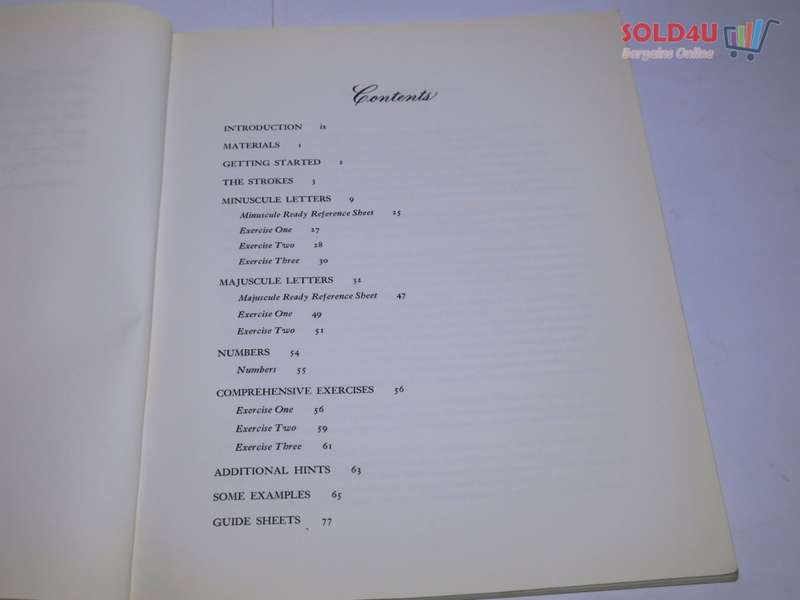 SOLD4U
Bargains Online
Contents
INTRODUCTION ix
MATERIALS 1
GETTING STARTED 2
THE STROKES 3
MINUSCULE LETTERS 9
Minuscule Ready Reference Sheet 25
Exercise One 27
Exercise Two 28
Exercise Three 30
MAJUSCULE LETTERS 32
Majuscule Ready Reference Sheet 47
Exercise One 49
Exercise Two 51
NUMBERS 54
Numbers 55
COMPREHENSIVE EXERCISES 56
Exercise One 56
Exercise Two 59
Exercise Three 61
ADDITIONAL HINTS 63
SOME EXAMPLES 65
GUIDE SHEETS 77